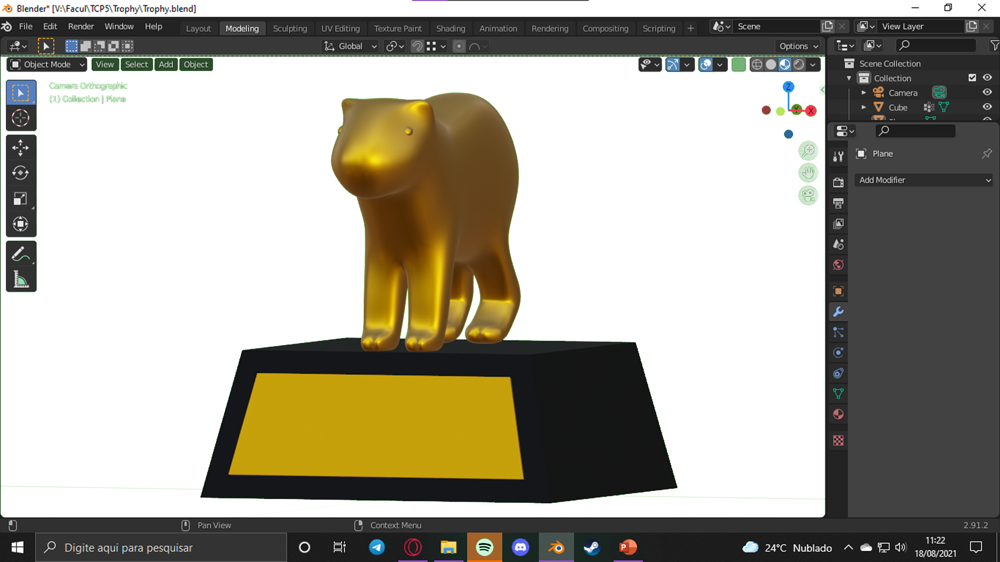 Blender* [V:\Facul\TCP5\Trophy\Trophy.blend]
File Edit Render Window Help Layout Modeling Sculpting UV Editing Texture Paint Shading Animation Rendering Compositing Scripting + Scene View Layer
Global Options
Object Mode View Select Add Object
Camera Orthographic
(1) Collection | Plane
Z
Y X
Scene Collection
Collection
Camera
Cube
Plane
Add Modifier
Pan View Context Menu 2.91.2
Digite aqui para pesquisar
24°C Nublado
11:22
18/08/2021